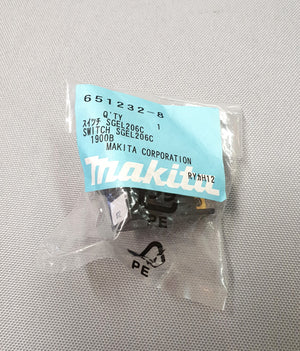 651232-8
Q'TY 1
スイッチ SGEL206C
SWITCH SGEL206C
1900B
MAKITA CORPORATION
makita
PE